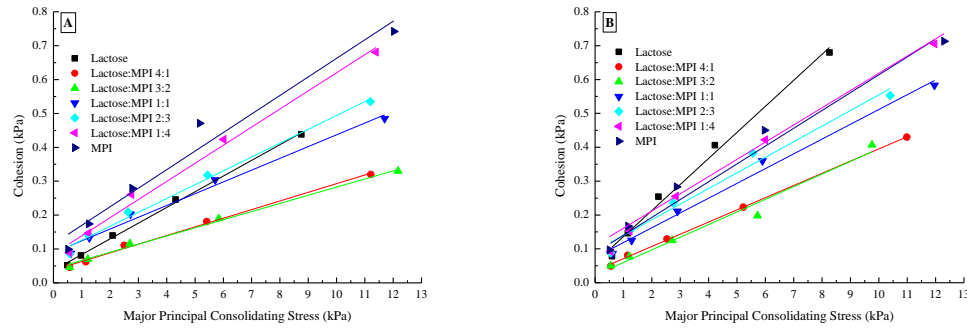 A
0.8
0.7
0.6
0.5
0.4
0.3
0.2
0.1
0.0
Cohesion (kPa)
Lactose
Lactose:MPI 4:1
Lactose:MPI 3:2
Lactose:MPI 1:1
Lactose:MPI 2:3
Lactose:MPI 1:4
MPI
0 1 2 3 4 5 6 7 8 9 10 11 12 13
Major Principal Consolidating Stress (kPa)
B
0.8
0.7
0.6
0.5
0.4
0.3
0.2
0.1
0.0
Cohesion (kPa)
Lactose
Lactose:MPI 4:1
Lactose:MPI 3:2
Lactose:MPI 1:1
Lactose:MPI 2:3
Lactose:MPI 1:4
MPI
0 1 2 3 4 5 6 7 8 9 10 11 12 13
Major Principal Consolidating Stress (kPa)